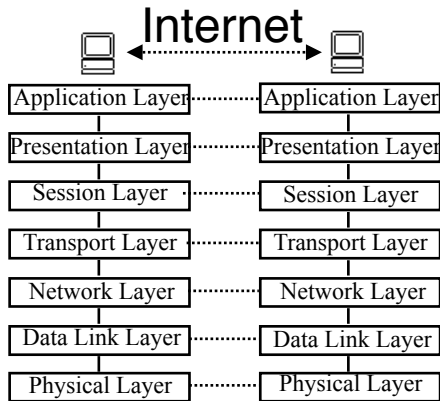 Internet
Application Layer Application Layer
Presentation Layer Presentation Layer
Session Layer Session Layer
Transport Layer Transport Layer
Network Layer Network Layer
Data Link Layer Data Link Layer
Physical Layer Physical Layer